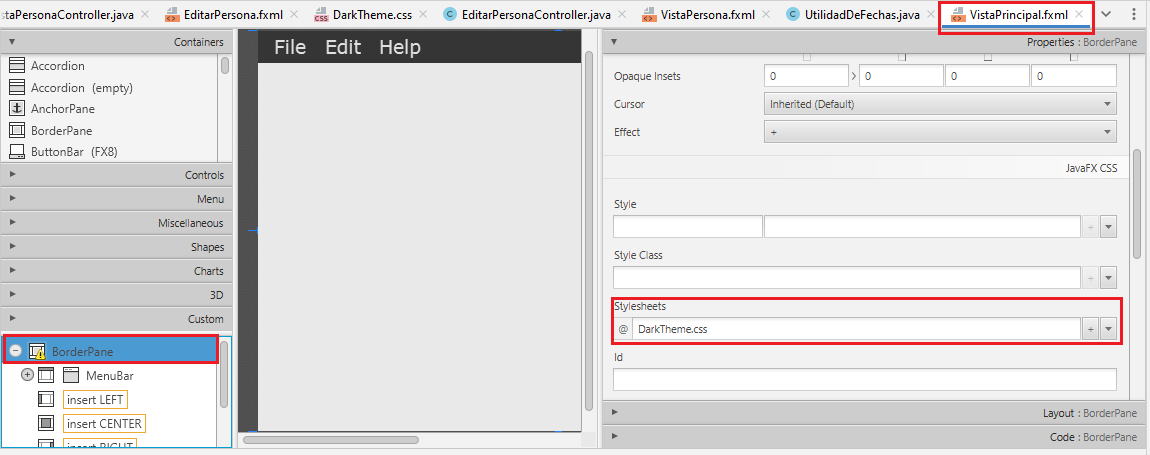 staPersonaController.java × EditarPersona.fxml × DarkTheme.css × EditarPersonaController.java × VistaPersona.fxml × UtilidadDeFechas.java × VistaPrincipal.fxml ×
Containers
Accordion
Accordion (empty)
AnchorPane
BorderPane
ButtonBar (FX8)
Controls
Menu
Miscellaneous
Shapes
Charts
3D
Custom
BorderPane
MenuBar
insert LEFT
insert CENTER
insert RIGHT
File Edit Help
Properties : BorderPane
Opaque Insets 0 0 0 0
Cursor Inherited (Default)
Effect +
JavaFX CSS
Style
+
Style Class
+
Stylesheets
@ DarkTheme.css +
Id
Layout : BorderPane
Code : BorderPane